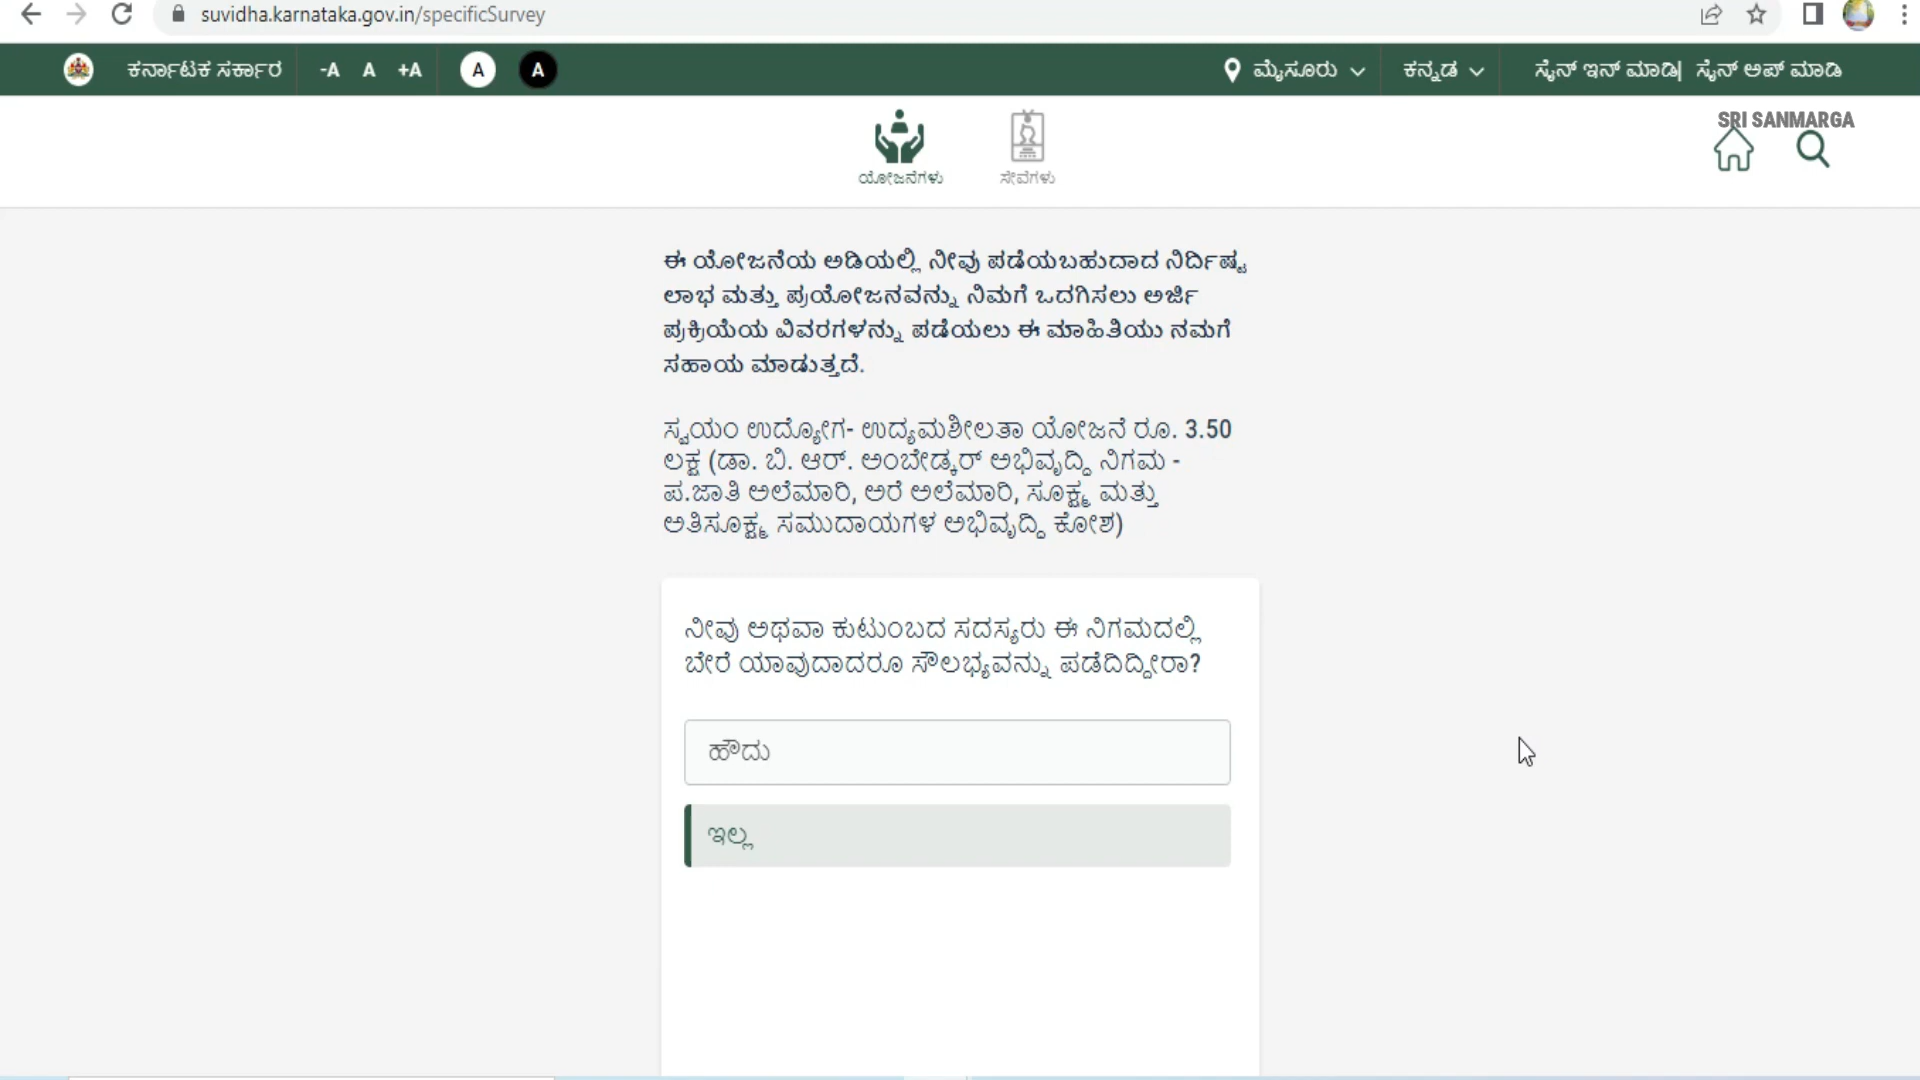 suvidha.karnataka.gov.in/specificSurvey
ಕರ್ನಾಟಕ ಸರ್ಕಾರ -A A +A A A ಮೈಸೂರು ಕನ್ನಡ ಸೈನ್ ಇನ್ ಮಾಡಿ| ಸೈನ್ ಅಪ್ ಮಾಡಿ
SRI SANMARGA
ಯೋಜನೆಗಳು ಸೇವೆಗಳು
ಈ ಯೋಜನೆಯ ಅಡಿಯಲ್ಲಿ ನೀವು ಪಡೆಯಬಹುದಾದ ನಿರ್ದಿಷ್ಟ
ಲಾಭ ಮತ್ತು ಪ್ರಯೋಜನವನ್ನು ನಿಮಗೆ ಒದಗಿಸಲು ಅರ್ಜಿ
ಪ್ರಕ್ರಿಯೆಯ ವಿವರಗಳನ್ನು ಪಡೆಯಲು ಈ ಮಾಹಿತಿಯು ನಮಗೆ
ಸಹಾಯ ಮಾಡುತ್ತದೆ.
ಸ್ವಯಂ ಉದ್ಯೋಗ- ಉದ್ಯಮಶೀಲತಾ ಯೋಜನೆ ರೂ. 3.50
ಲಕ್ಷ (ಡಾ. ಬಿ. ಆರ್. ಅಂಬೇಡ್ಕರ್ ಅಭಿವೃದ್ಧಿ ನಿಗಮ -
ಪ.ಜಾತಿ ಅಲೆಮಾರಿ, ಅರೆ ಅಲೆಮಾರಿ, ಸೂಕ್ಷ್ಮ ಮತ್ತು
ಅತಿಸೂಕ್ಷ್ಮ ಸಮುದಾಯಗಳ ಅಭಿವೃದ್ಧಿ ಕೋಶ)
ನೀವು ಅಥವಾ ಕುಟುಂಬದ ಸದಸ್ಯರು ಈ ನಿಗಮದಲ್ಲಿ
ಬೇರೆ ಯಾವುದಾದರೂ ಸೌಲಭ್ಯವನ್ನು ಪಡೆದಿದ್ದೀರಾ?
ಹೌದು
ಇಲ್ಲ